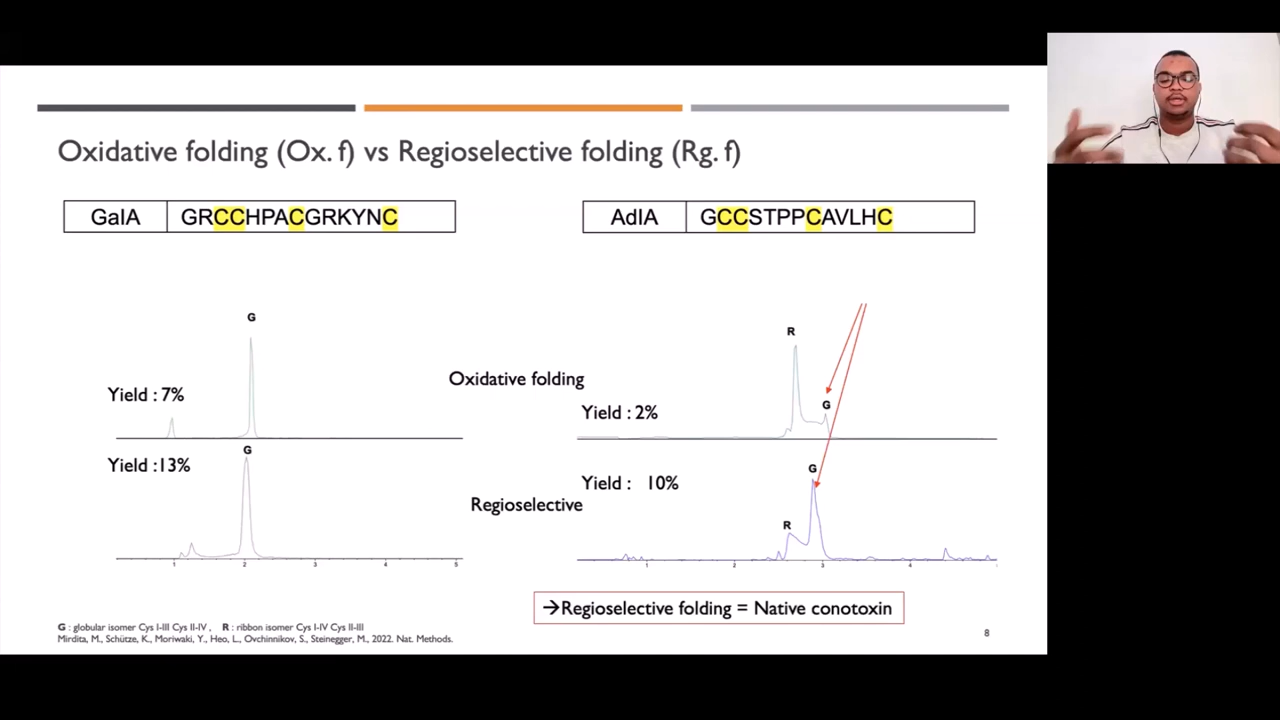 Oxidative folding (Ox. f) vs Regioselective folding (Rg. f)
GaIA GRCCHPACGRKYNC
AdIA GCCSTPPCAVLHC
G
R
Yield : 7%
Oxidative folding
G
Yield : 2%
G
Yield :13%
G
Yield : 10%
Regioselective
R
1 2 3 4 5
1 2 3 4
→Regioselective folding = Native conotoxin
G : globular isomer Cys I-III Cys II-IV , R : ribbon isomer Cys I-IV Cys II-III
Mirdita, M., Schütze, K., Moriwaki, Y., Heo, L., Ovchinnikov, S., Steinegger, M., 2022. Nat. Methods.
8